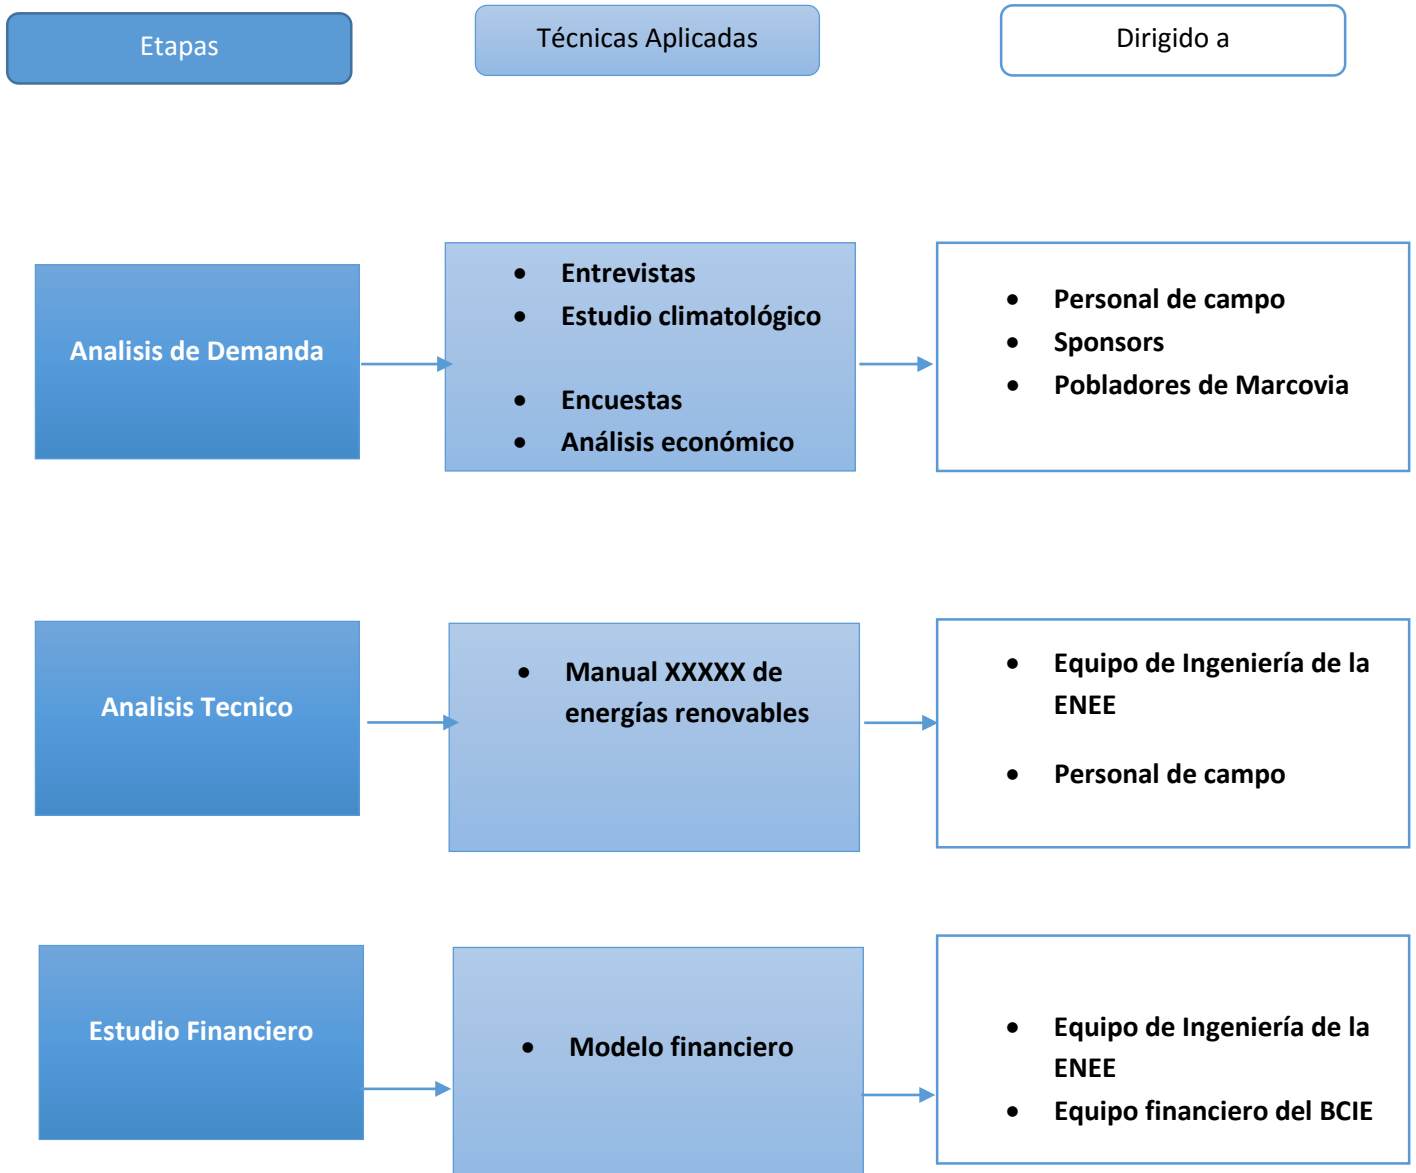 Etapas
Técnicas Aplicadas
Dirigido a
Analisis de Demanda
• Entrevistas
• Estudio climatológico
• Encuestas
• Análisis económico
• Personal de campo
• Sponsors
• Pobladores de Marcovia
Analisis Tecnico
• Manual XXXXX de
energías renovables
• Equipo de Ingeniería de la
ENEE
• Personal de campo
Estudio Financiero
• Modelo financiero
• Equipo de Ingeniería de la
ENEE
• Equipo financiero del BCIE